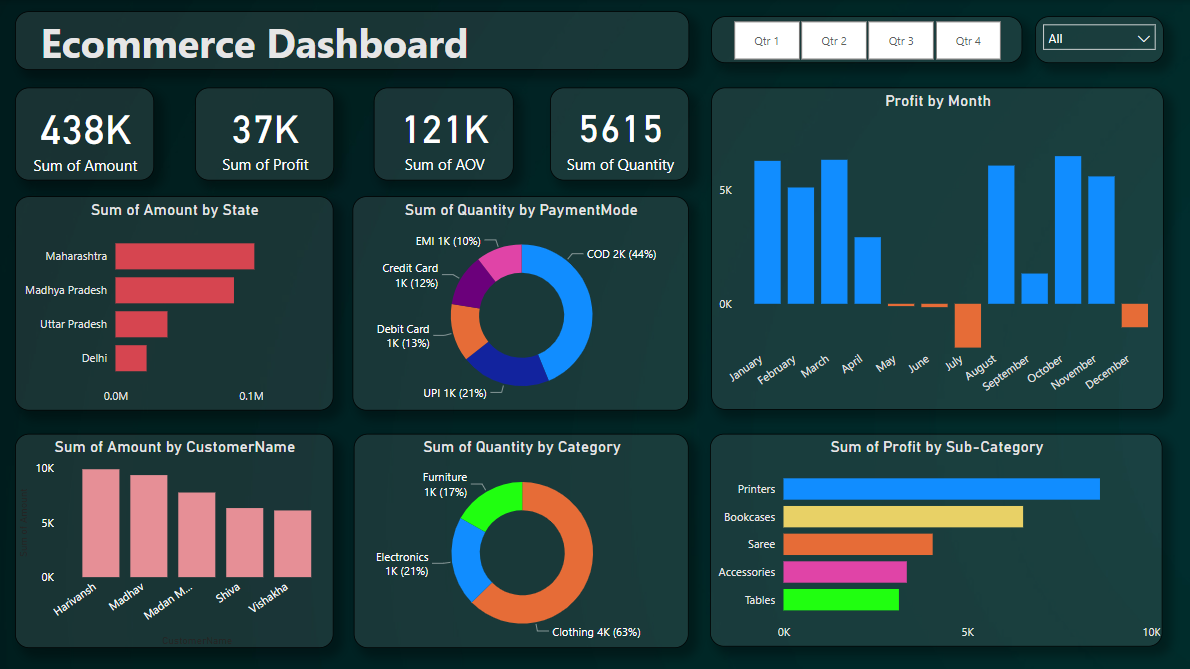 Ecommerce Dashboard
Qtr 1
Qtr 2
Qtr 3
Qtr 4
All
438K
Sum of Amount
37K
Sum of Profit
121K
Sum of AOV
5615
Sum of Quantity
Profit by Month
5K
0K
January
February
March
April
May
June
July
August
September
October
November
December
Sum of Amount by State
Maharashtra
Madhya Pradesh
Uttar Pradesh
Delhi
0.0M
0.1M
Sum of Quantity by PaymentMode
EMI 1K (10%)
COD 2K (44%)
Credit Card
1K (12%)
Debit Card
1K (13%)
UPI 1K (21%)
Sum of Amount by CustomerName
10K
5K
0K
Harivansh
Madhav
Madan M...
Shiva
Vishakha
CustomerName
Sum of Quantity by Category
Furniture
1K (17%)
Electronics
1K (21%)
Clothing 4K (63%)
Sum of Profit by Sub-Category
Printers
Bookcases
Saree
Accessories
Tables
0K
5K
10K